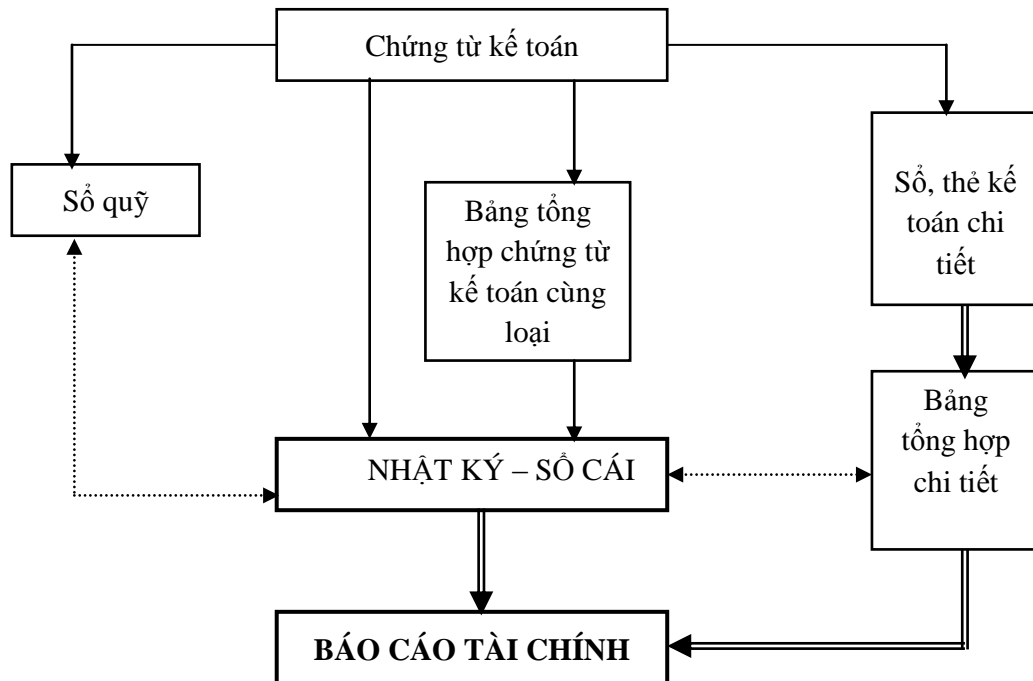 Chứng từ kế toán
Sổ quỹ
Bảng tổng
hợp chứng từ
kế toán cùng
loại
Sổ, thẻ kế
toán chi
tiết
Bảng
tổng hợp
chi tiết
NHẬT KÝ – SỔ CÁI
BÁO CÁO TÀI CHÍNH